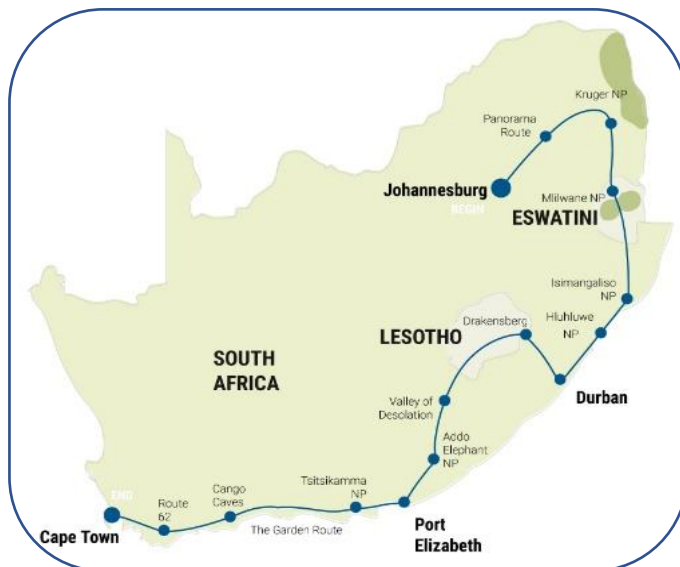 Kruger NP
Panorama
Route
Johannesburg
BEGIN
Mlilwane NP
ESWATINI
Isimangaliso
NP
Drakensberg
Hluhluwe
NP
LESOTHO
SOUTH
AFRICA
Durban
Valley of
Desolation
Addo
Elephant
NP
Tsitsikamma
NP
Cango
Caves
END
Route
62
The Garden Route
Cape Town
Port
Elizabeth